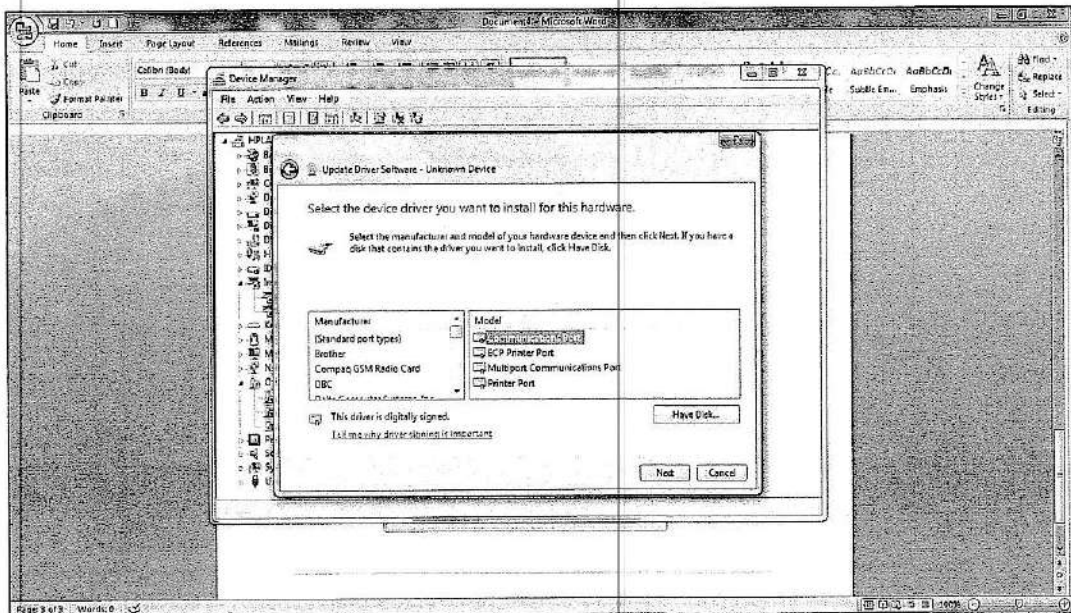 Document4 - Microsoft Word
Home Insert Page Layout References Mailings Review View
Cut
Copy
Paste
Format Painter
Clipboard
Calibri (Body)
B I U
Subtle Em... Emphasis
Change Styles
Find
Replace
Select
Editing
Device Manager
File Action View Help
Update Driver Software - Unknown Device
Select the device driver you want to install for this hardware.
Select the manufacturer and model of your hardware device and then click Next. If you have a
disk that contains the driver you want to install, click Have Disk.
Manufacturer
(Standard port types)
Brother
Compaq GSM Radio Card
DBC
Model
Communications Port
ECP Printer Port
Multiport Communications Port
Printer Port
This driver is digitally signed.
Tell me why driver signing is important
Have Disk...
Next Cancel
Page 3 of 3 Words: 0
100%